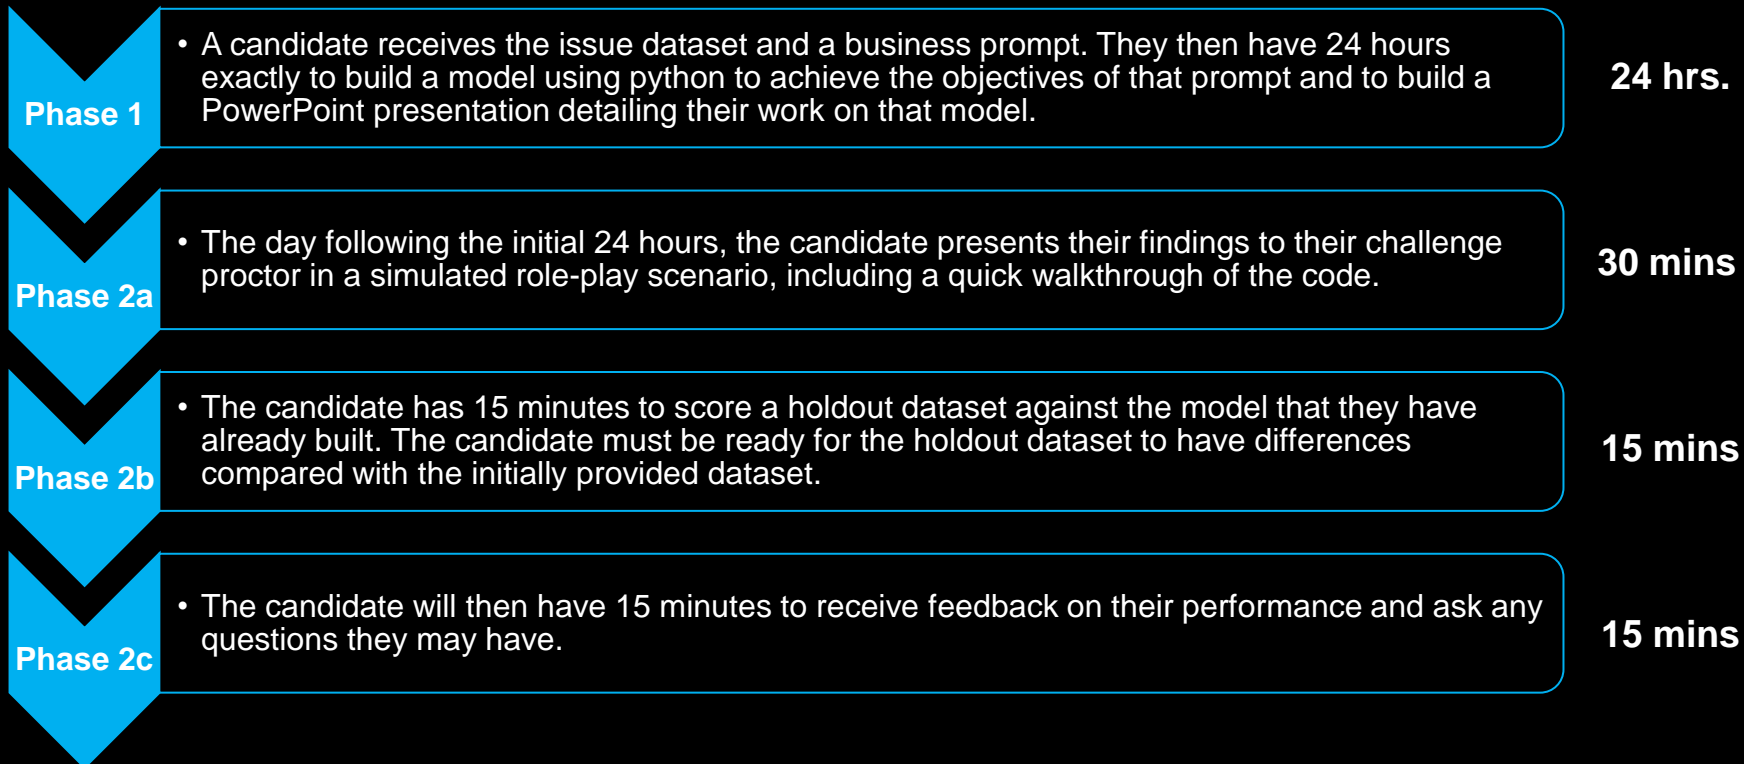 Phase 1
• A candidate receives the issue dataset and a business prompt. They then have 24 hours
exactly to build a model using python to achieve the objectives of that prompt and to build a
PowerPoint presentation detailing their work on that model.
24 hrs.
Phase 2a
• The day following the initial 24 hours, the candidate presents their findings to their challenge
proctor in a simulated role-play scenario, including a quick walkthrough of the code.
30 mins
Phase 2b
• The candidate has 15 minutes to score a holdout dataset against the model that they have
already built. The candidate must be ready for the holdout dataset to have differences
compared with the initially provided dataset.
15 mins
Phase 2c
• The candidate will then have 15 minutes to receive feedback on their performance and ask any
questions they may have.
15 mins